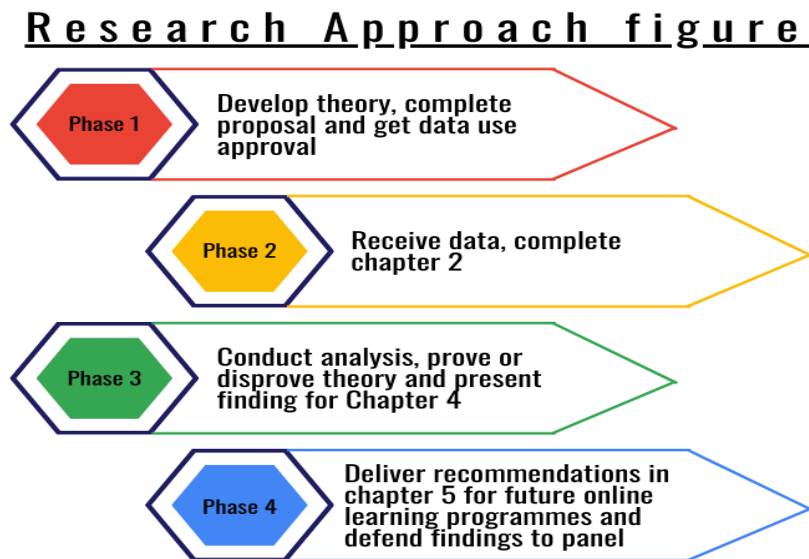 Research Approach figure
Phase 1
Develop theory, complete
proposal and get data use
approval
Phase 2
Receive data, complete
chapter 2
Phase 3
Conduct analysis, prove or
disprove theory and present
finding for Chapter 4
Phase 4
Deliver recommendations in
chapter 5 for future online
learning programmes and
defend findings to panel